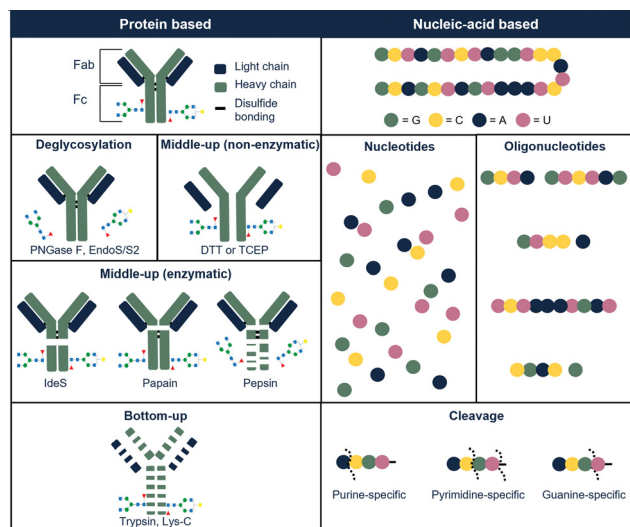 Protein based
Nucleic-acid based
Fab
Fc
Light chain
Heavy chain
Disulfide
bonding
= G = C = A = U
Deglycosylation
PNGase F, EndoS/S2
Middle-up (non-enzymatic)
DTT or TCEP
Middle-up (enzymatic)
IdeS
Papain
Pepsin
Bottom-up
Trypsin, Lys-C
Nucleotides
Oligonucleotides
Cleavage
Purine-specific
Pyrimidine-specific
Guanine-specific